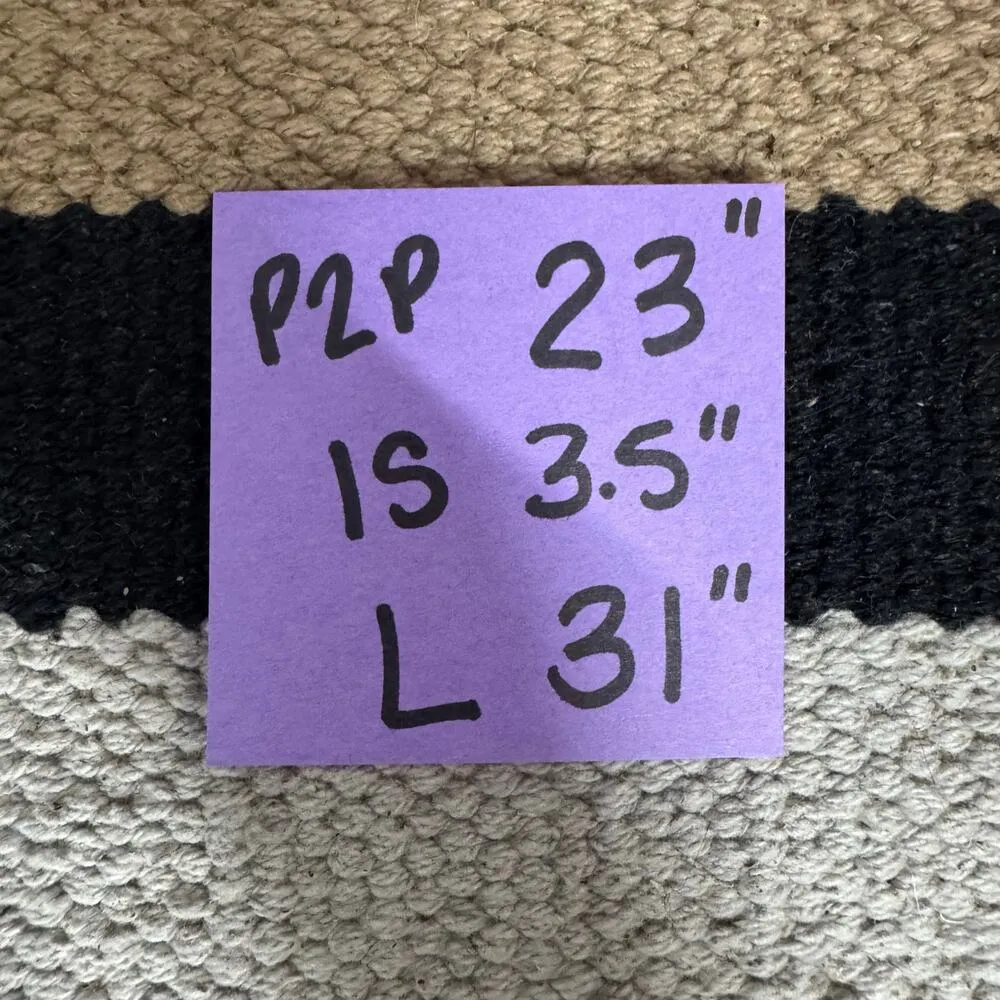 P2P 23"
IS 3.5"
L 31"